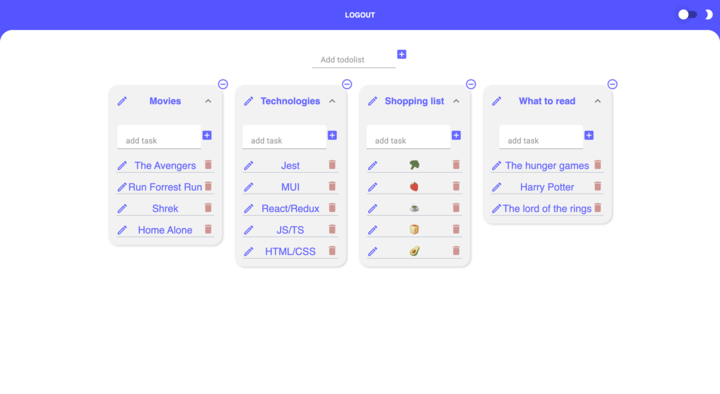 LOGOUT
Add todolist
Movies
add task
The Avengers
Run Forrest Run
Shrek
Home Alone
Technologies
add task
Jest
MUI
React/Redux
JS/TS
HTML/CSS
Shopping list
add task
What to read
add task
The hunger games
Harry Potter
The lord of the rings